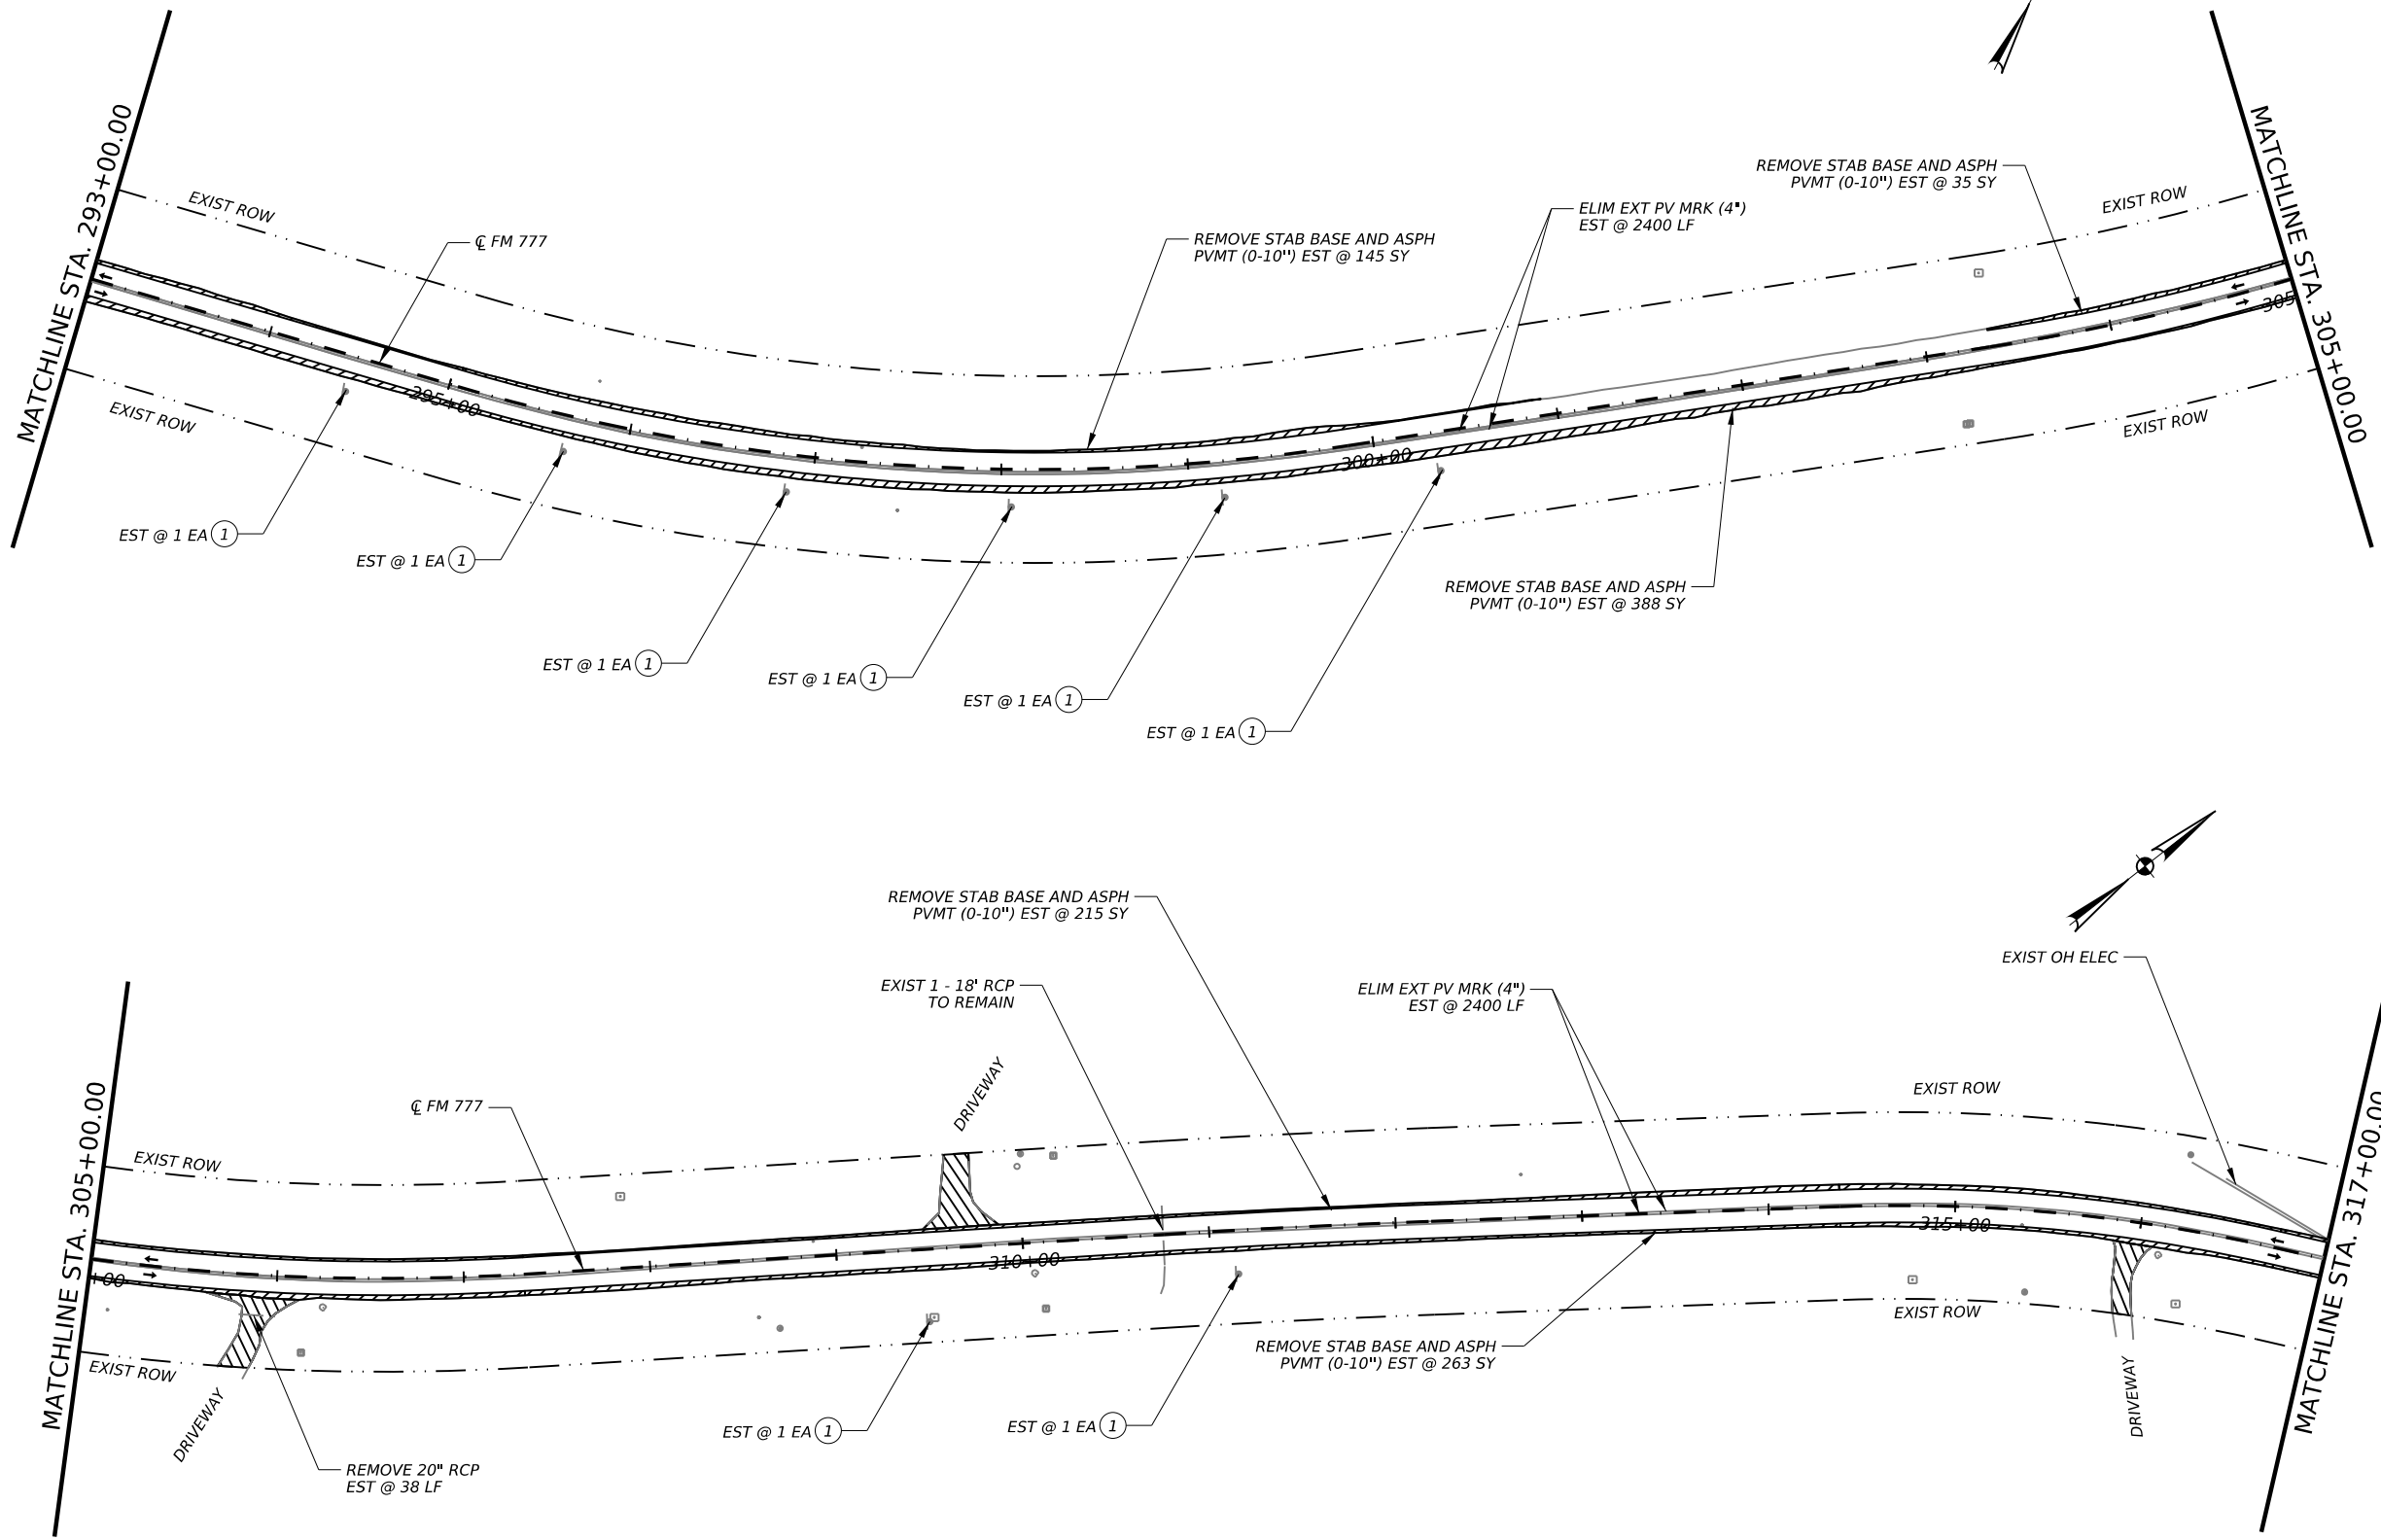 MATCHLINE STA. 293+00.00
EXIST ROW
EXIST ROW
℄ FM 777
295+00
REMOVE STAB BASE AND ASPH
PVMT (0-10") EST @ 145 SY
ELIM EXT PV MRK (4")
EST @ 2400 LF
REMOVE STAB BASE AND ASPH
PVMT (0-10") EST @ 35 SY
EXIST ROW
MATCHLINE STA. 305+00.00
305
EXIST ROW
300+00
REMOVE STAB BASE AND ASPH
PVMT (0-10") EST @ 388 SY
EST @ 1 EA 1
EST @ 1 EA 1
EST @ 1 EA 1
EST @ 1 EA 1
EST @ 1 EA 1
EST @ 1 EA 1
MATCHLINE STA. 305+00.00
EXIST ROW
+00
EXIST ROW
DRIVEWAY
REMOVE 20" RCP
EST @ 38 LF
℄ FM 777
DRIVEWAY
REMOVE STAB BASE AND ASPH
PVMT (0-10") EST @ 215 SY
EXIST 1 - 18' RCP
TO REMAIN
310+00
ELIM EXT PV MRK (4")
EST @ 2400 LF
EXIST OH ELEC
EXIST ROW
315+00
EXIST ROW
REMOVE STAB BASE AND ASPH
PVMT (0-10") EST @ 263 SY
EST @ 1 EA 1
EST @ 1 EA 1
DRIVEWAY
MATCHLINE STA. 317+00.00